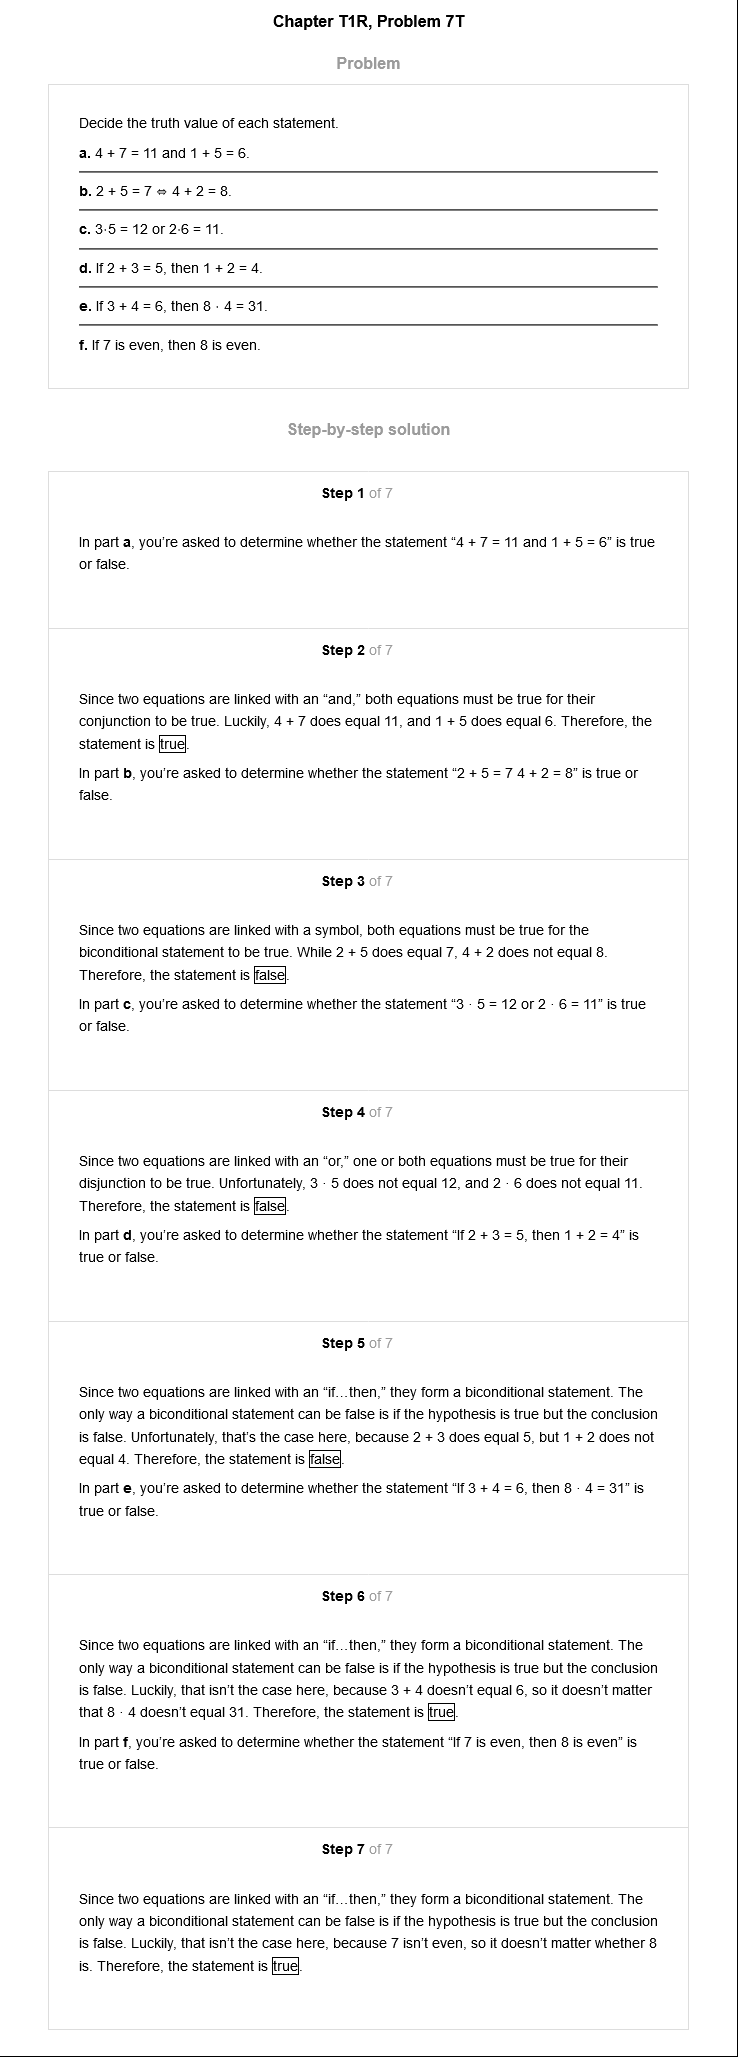 Chapter T1R, Problem 7T
Problem
Decide the truth value of each statement.
a. 4 + 7 = 11 and 1 + 5 = 6.
b. 2 + 5 = 7 ⇔ 4 + 2 = 8.
c. 3·5 = 12 or 2·6 = 11.
d. If 2 + 3 = 5, then 1 + 2 = 4.
e. If 3 + 4 = 6, then 8 · 4 = 31.
f. If 7 is even, then 8 is even.
Step-by-step solution
Step 1 of 7
In part a, you’re asked to determine whether the statement “4 + 7 = 11 and 1 + 5 = 6” is true
or false.
Step 2 of 7
Since two equations are linked with an “and,” both equations must be true for their
conjunction to be true. Luckily, 4 + 7 does equal 11, and 1 + 5 does equal 6. Therefore, the
statement is true.
In part b, you’re asked to determine whether the statement “2 + 5 = 7 4 + 2 = 8” is true or
false.
Step 3 of 7
Since two equations are linked with a symbol, both equations must be true for the
biconditional statement to be true. While 2 + 5 does equal 7, 4 + 2 does not equal 8.
Therefore, the statement is false.
In part c, you’re asked to determine whether the statement “3 · 5 = 12 or 2 · 6 = 11” is true
or false.
Step 4 of 7
Since two equations are linked with an “or,” one or both equations must be true for their
disjunction to be true. Unfortunately, 3 · 5 does not equal 12, and 2 · 6 does not equal 11.
Therefore, the statement is false.
In part d, you’re asked to determine whether the statement “If 2 + 3 = 5, then 1 + 2 = 4” is
true or false.
Step 5 of 7
Since two equations are linked with an “if…then,” they form a biconditional statement. The
only way a biconditional statement can be false is if the hypothesis is true but the conclusion
is false. Unfortunately, that’s the case here, because 2 + 3 does equal 5, but 1 + 2 does not
equal 4. Therefore, the statement is false.
In part e, you’re asked to determine whether the statement “If 3 + 4 = 6, then 8 · 4 = 31” is
true or false.
Step 6 of 7
Since two equations are linked with an “if…then,” they form a biconditional statement. The
only way a biconditional statement can be false is if the hypothesis is true but the conclusion
is false. Luckily, that isn’t the case here, because 3 + 4 doesn’t equal 6, so it doesn’t matter
that 8 · 4 doesn’t equal 31. Therefore, the statement is true.
In part f, you’re asked to determine whether the statement “If 7 is even, then 8 is even” is
true or false.
Step 7 of 7
Since two equations are linked with an “if…then,” they form a biconditional statement. The
only way a biconditional statement can be false is if the hypothesis is true but the conclusion
is false. Luckily, that isn’t the case here, because 7 isn’t even, so it doesn’t matter whether 8
is. Therefore, the statement is true.